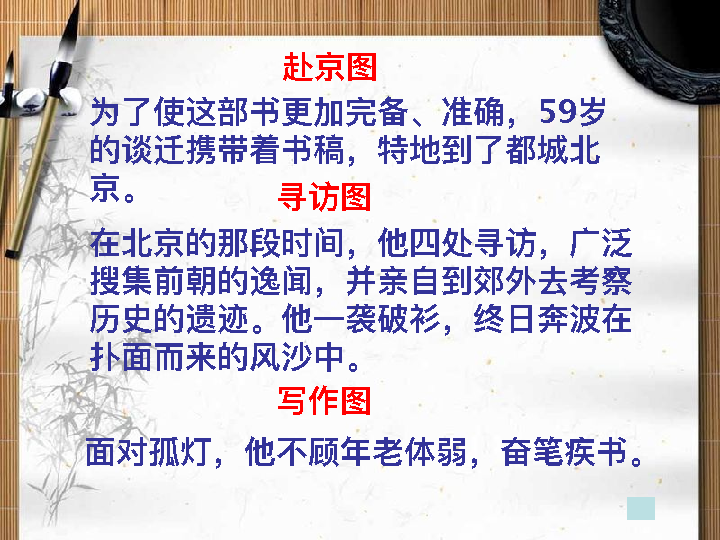 赴京图
为了使这部书更加完备、准确，59岁
的谈迁携带着书稿，特地到了都城北
京。
寻访图
在北京的那段时间，他四处寻访，广泛
搜集前朝的逸闻，并亲自到郊外去考察
历史的遗迹。他一袭破衫，终日奔波在
扑面而来的风沙中。
写作图
面对孤灯，他不顾年老体弱，奋笔疾书。